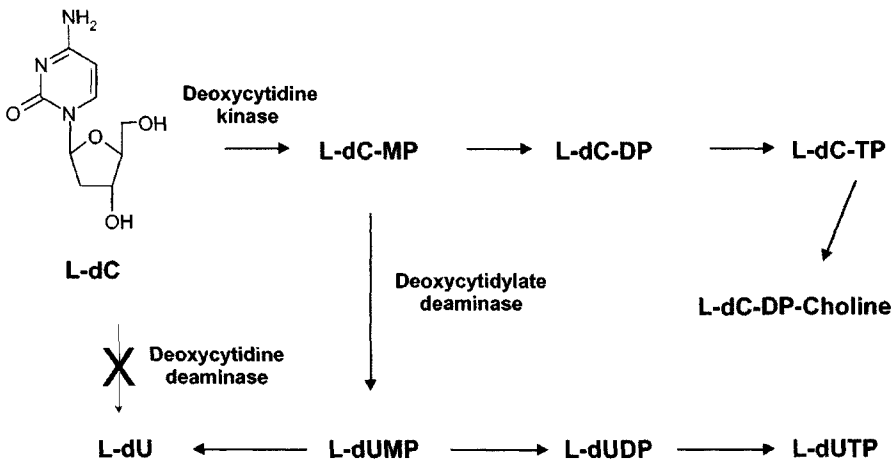 NH2
N
O
N
O
OH
OH
L-dC
Deoxycytidine
kinase
L-dC-MP
L-dC-DP
L-dC-TP
Deoxycytidylate
deaminase
L-dC-DP-Choline
X
Deoxycytidine
deaminase
L-dU
L-dUMP
L-dUDP
L-dUTP